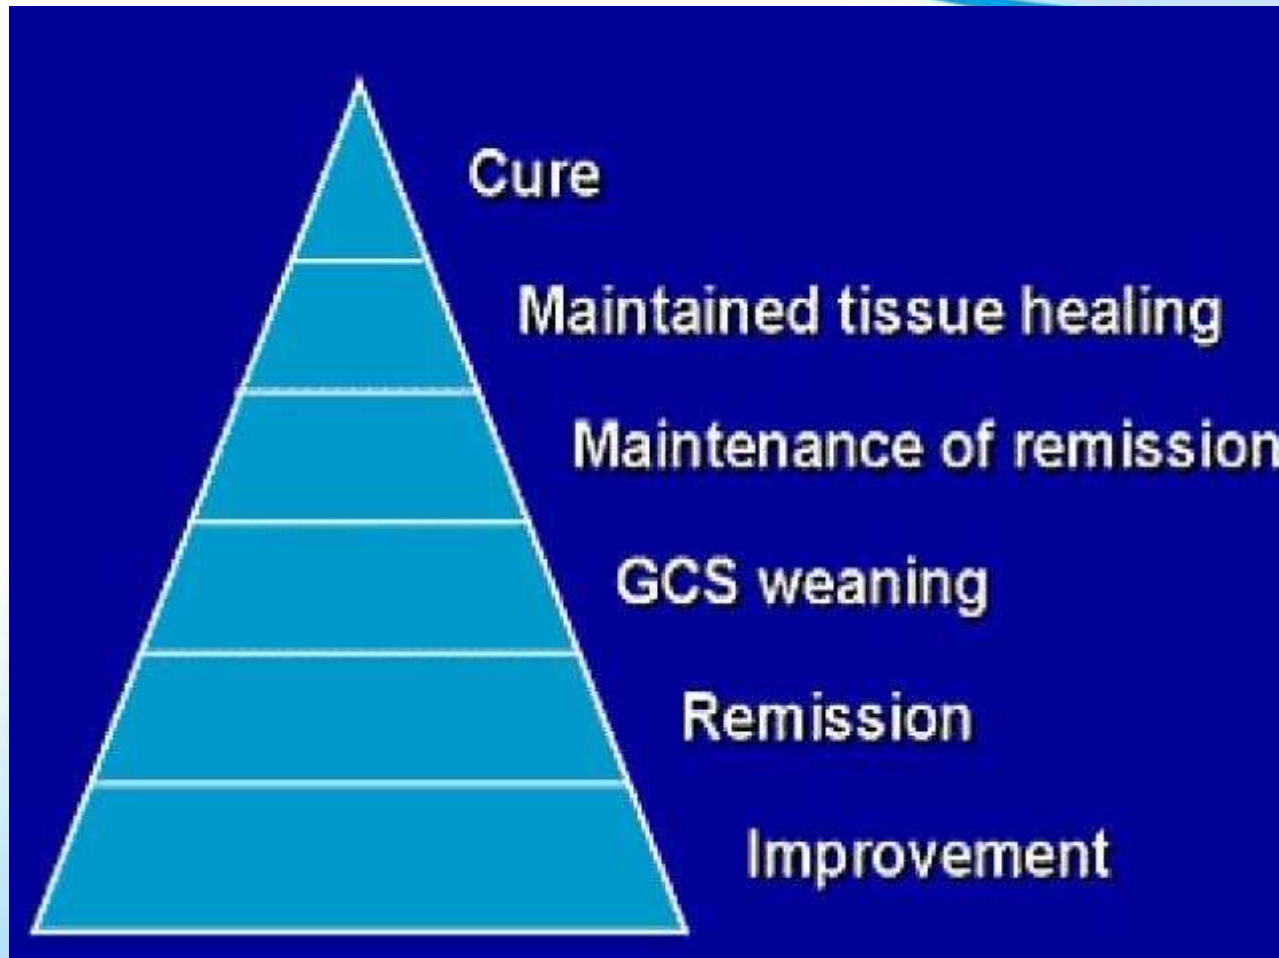 Cure
Maintained tissue healing
Maintenance of remission
GCS weaning
Remission
Improvement